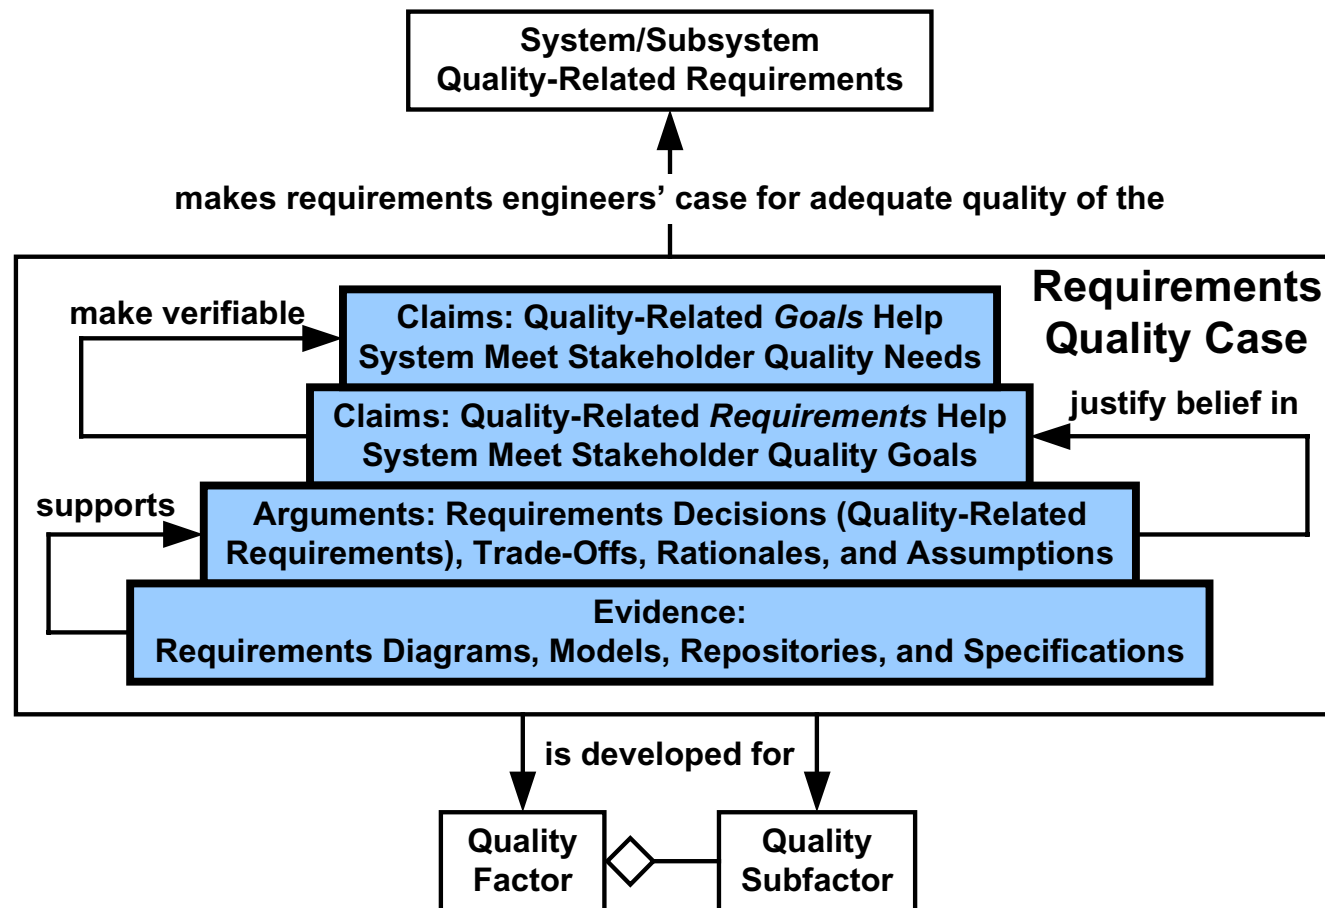 System/Subsystem
Quality-Related Requirements
makes requirements engineers’ case for adequate quality of the
Requirements
Quality Case
make verifiable
Claims: Quality-Related Goals Help
System Meet Stakeholder Quality Needs
justify belief in
Claims: Quality-Related Requirements Help
System Meet Stakeholder Quality Goals
supports
Arguments: Requirements Decisions (Quality-Related
Requirements), Trade-Offs, Rationales, and Assumptions
Evidence:
Requirements Diagrams, Models, Repositories, and Specifications
is developed for
Quality
Factor
Quality
Subfactor